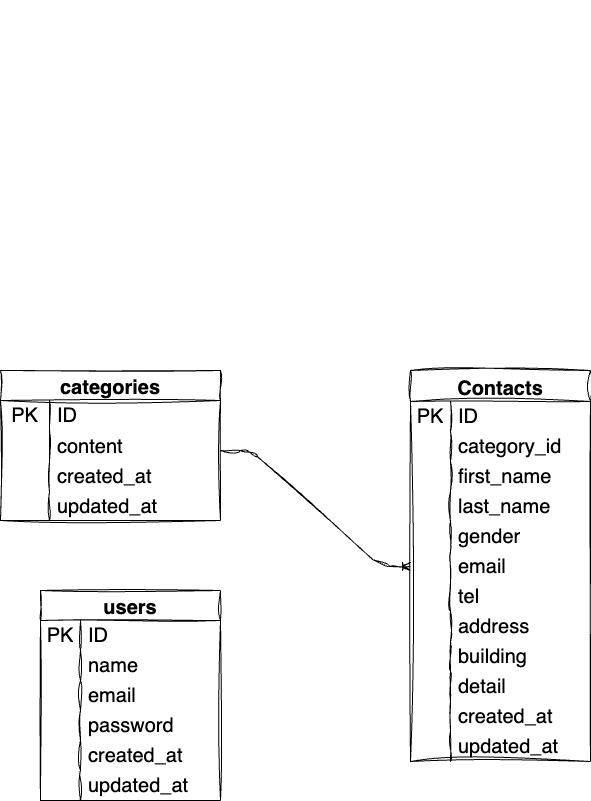 categories
PK ID
content
created_at
updated_at
Contacts
PK ID
category_id
first_name
last_name
gender
email
tel
address
building
detail
created_at
updated_at
users
PK ID
name
email
password
created_at
updated_at